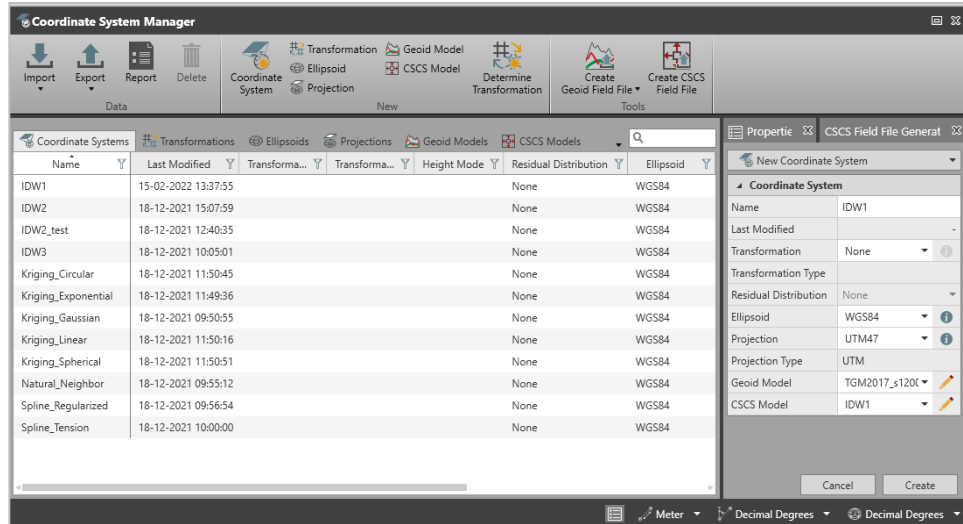 Coordinate System Manager
Import
Export
Report
Delete
Data
Coordinate System
Transformation
Ellipsoid
Projection
Geoid Model
CSCS Model
Determine Transformation
New
Create Geoid Field File
Create CSCS Field File
Tools
Coordinate Systems Transformations Ellipsoids Projections Geoid Models CSCS Models
Name Last Modified Transforma... Transforma... Height Mode Residual Distribution Ellipsoid
IDW1 15-02-2022 13:37:55 None WGS84
IDW2 18-12-2021 15:07:59 None WGS84
IDW2_test 18-12-2021 12:40:35 None WGS84
IDW3 18-12-2021 10:05:01 None WGS84
Kriging_Circular 18-12-2021 11:50:45 None WGS84
Kriging_Exponential 18-12-2021 11:49:36 None WGS84
Kriging_Gaussian 18-12-2021 09:50:55 None WGS84
Kriging_Linear 18-12-2021 11:50:16 None WGS84
Kriging_Spherical 18-12-2021 11:50:51 None WGS84
Natural_Neighbor 18-12-2021 09:55:12 None WGS84
Spline_Regularized 18-12-2021 09:56:54 None WGS84
Spline_Tension 18-12-2021 10:00:00 None WGS84
Propertie CSCS Field File Generat
New Coordinate System
Coordinate System
Name IDW1
Last Modified -
Transformation None
Transformation Type
Residual Distribution None
Ellipsoid WGS84
Projection UTM47
Projection Type UTM
Geoid Model TGM2017_s120(
CSCS Model IDW1
Cancel Create
Meter Decimal Degrees Decimal Degrees